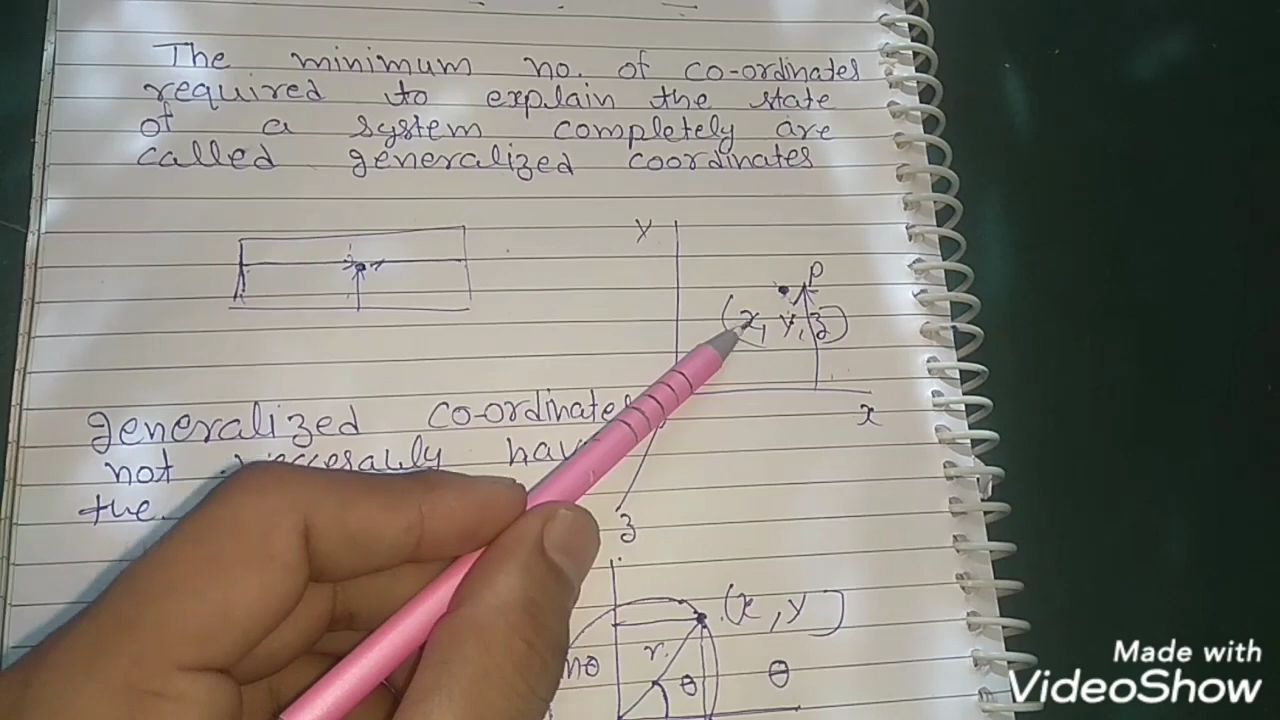 The minimum no. of co-ordinates
required to explain the state
of a system completely are
called generalized coordinates
y
P
(x, y, z)
x
generalized co-ordinates
not
the
z
(x, y)
r
θ
θ
Made with
VideoShow